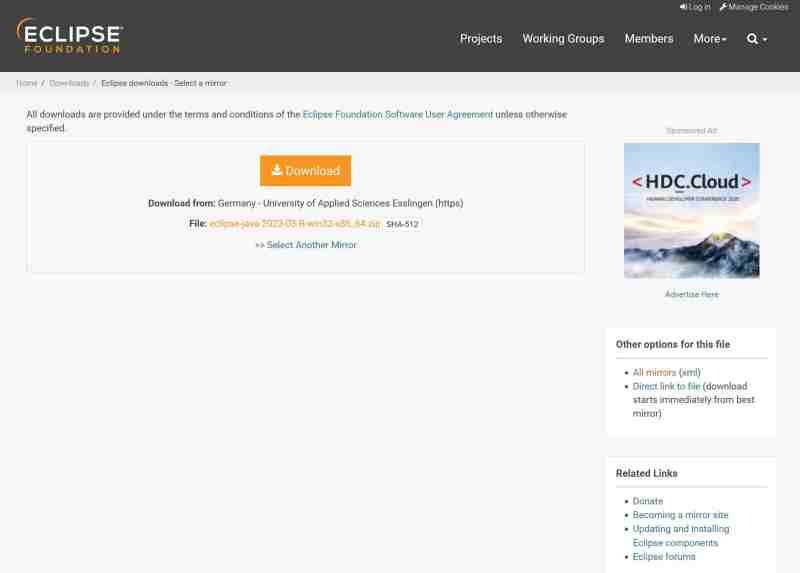 Log in Manage Cookies
ECLIPSE
FOUNDATION
Projects Working Groups Members More
Home / Downloads / Eclipse downloads - Select a mirror
All downloads are provided under the terms and conditions of the Eclipse Foundation Software User Agreement unless otherwise
specified.
Download
Download from: Germany - University of Applied Sciences Esslingen (https)
File: eclipse-java-2022-03-R-win32-x86_64.zip SHA-512
>> Select Another Mirror
Sponsored Ad
<HDC.Cloud>
HUAWEI DEVELOPER CONFERENCE 2020
Advertise Here
Other options for this file
All mirrors (xml)
Direct link to file (download
starts immediately from best
mirror)
Related Links
Donate
Becoming a mirror site
Updating and installing
Eclipse components
Eclipse forums